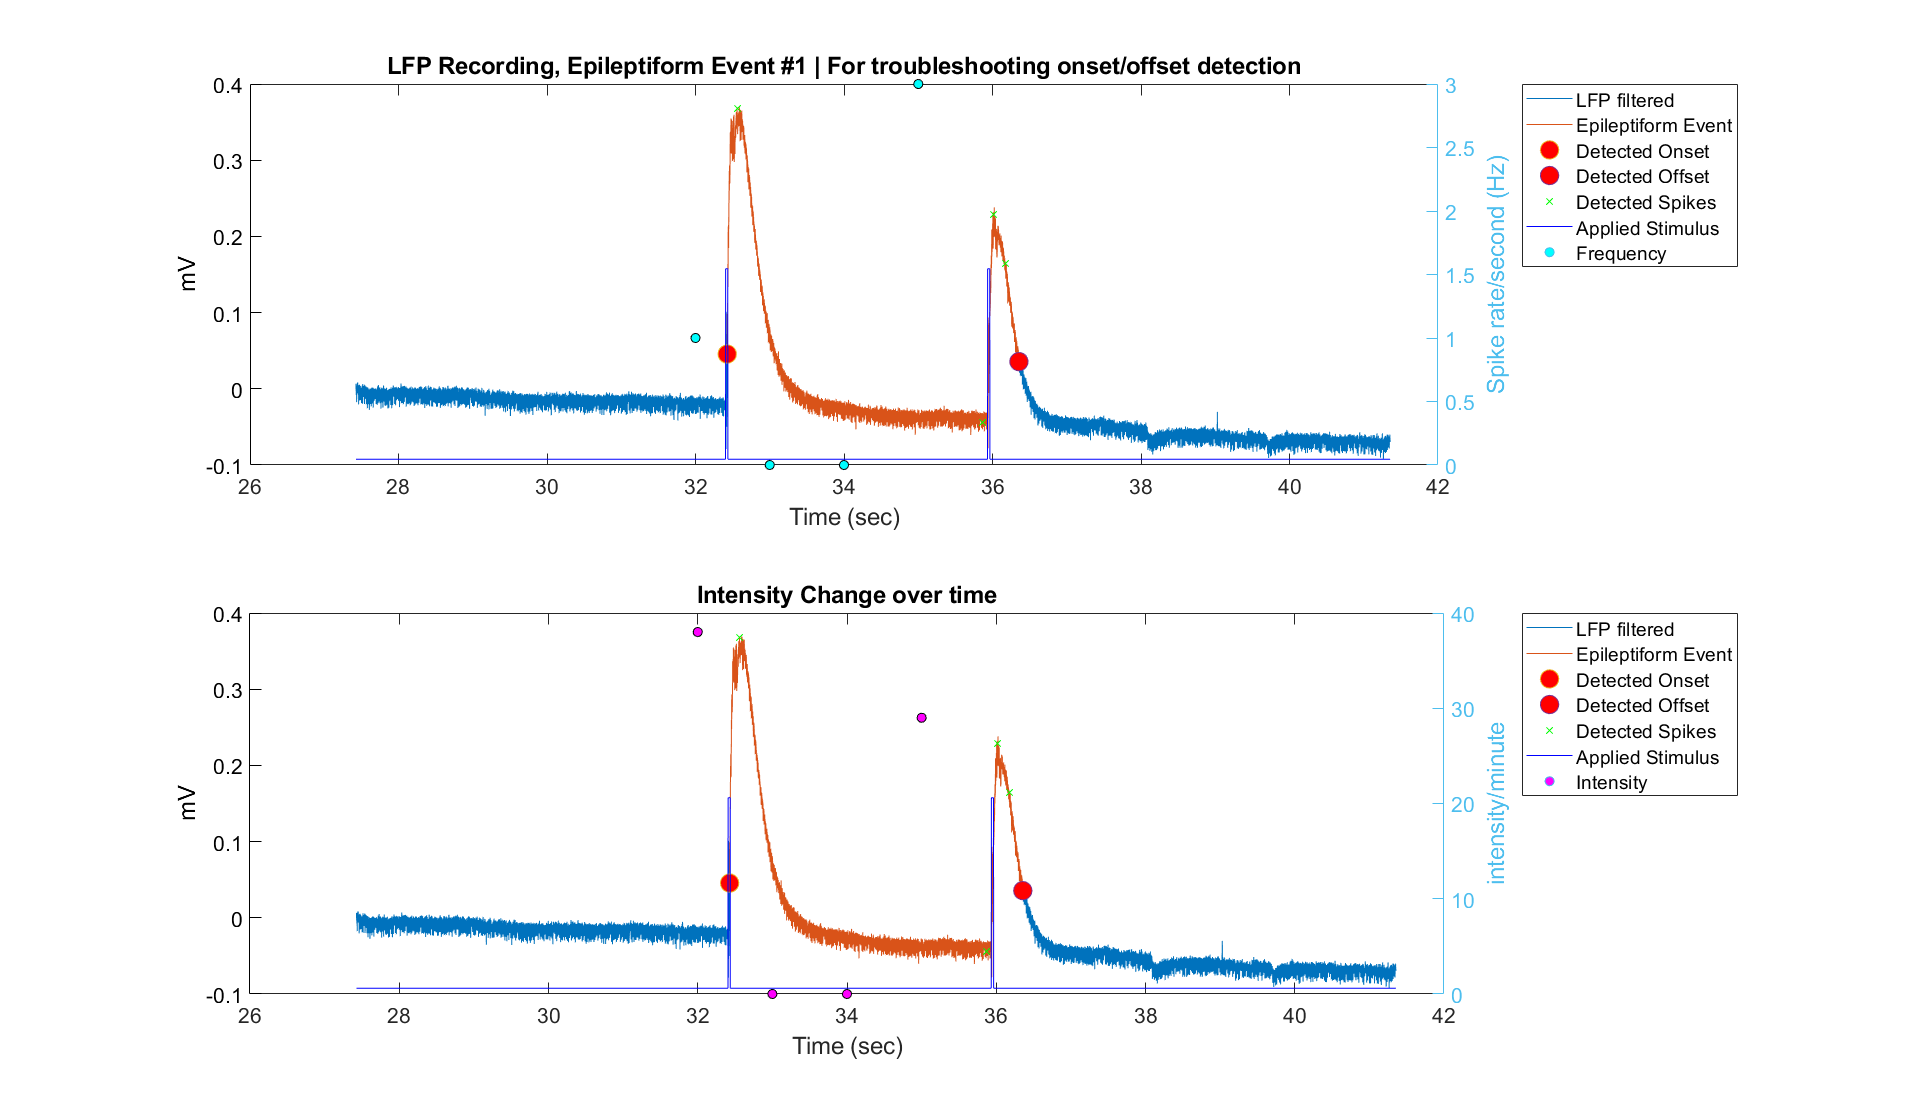 LFP Recording, Epileptiform Event #1 | For troubleshooting onset/offset detection
0.4
0.3
0.2
0.1
0
-0.1
mV
26 28 30 32 34 36 38 40 42
Time (sec)
3
2.5
2
1.5
1
0.5
0
Spike rate/second (Hz)
LFP filtered
Epileptiform Event
Detected Onset
Detected Offset
Detected Spikes
Applied Stimulus
Frequency
Intensity Change over time
0.4
0.3
0.2
0.1
0
-0.1
mV
26 28 30 32 34 36 38 40 42
Time (sec)
40
30
20
10
0
intensity/minute
LFP filtered
Epileptiform Event
Detected Onset
Detected Offset
Detected Spikes
Applied Stimulus
Intensity